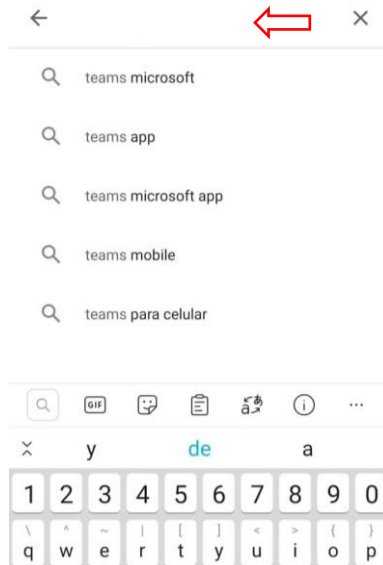 teams microsoft
teams app
teams microsoft app
teams mobile
teams para celular
GIF
y de a
1 2 3 4 5 6 7 8 9 0
\ ^ ~ | [ ] < > { }
q w e r t y u i o p